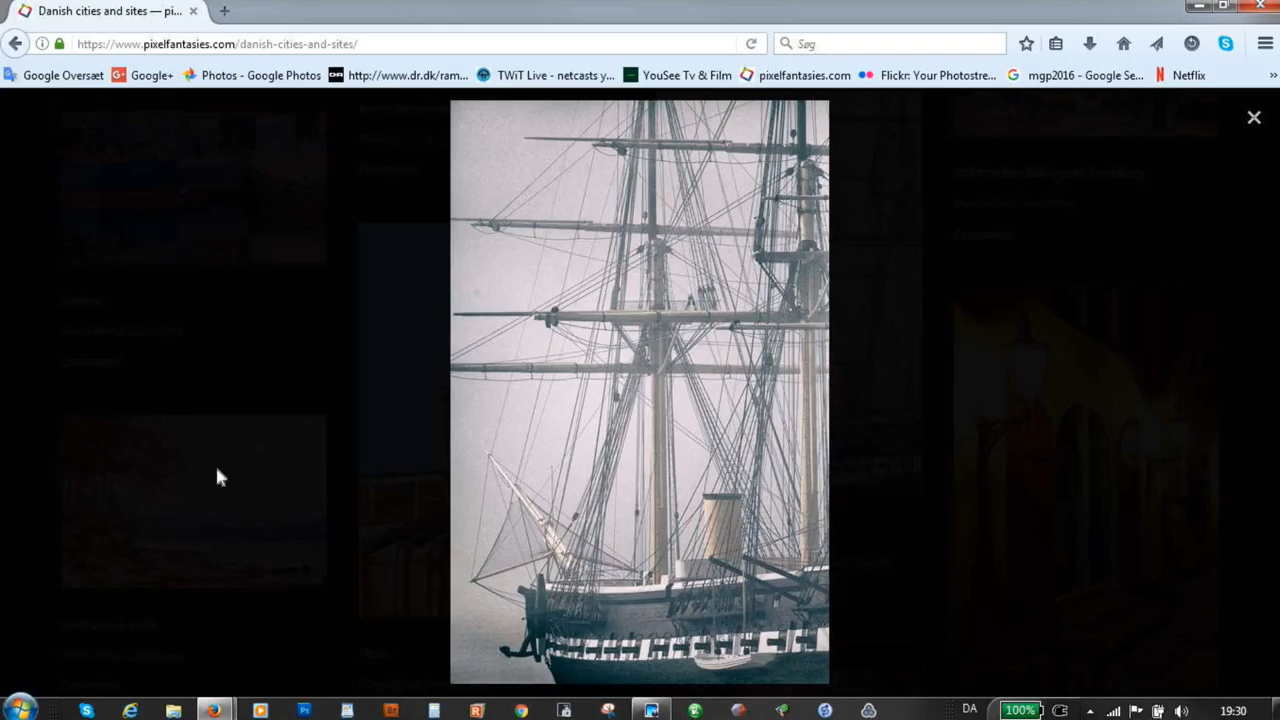 Danish cities and sites — pi...
https://www.pixelfantasies.com/danish-cities-and-sites/
Søg
Google Oversæt Google+ Photos - Google Photos http://www.dr.dk/ram... TWiT Live - netcasts y... YouSee Tv & Film pixelfantasies.com Flickr: Your Photostre... mgp2016 - Google Se... Netflix »
DA 100% 19:30